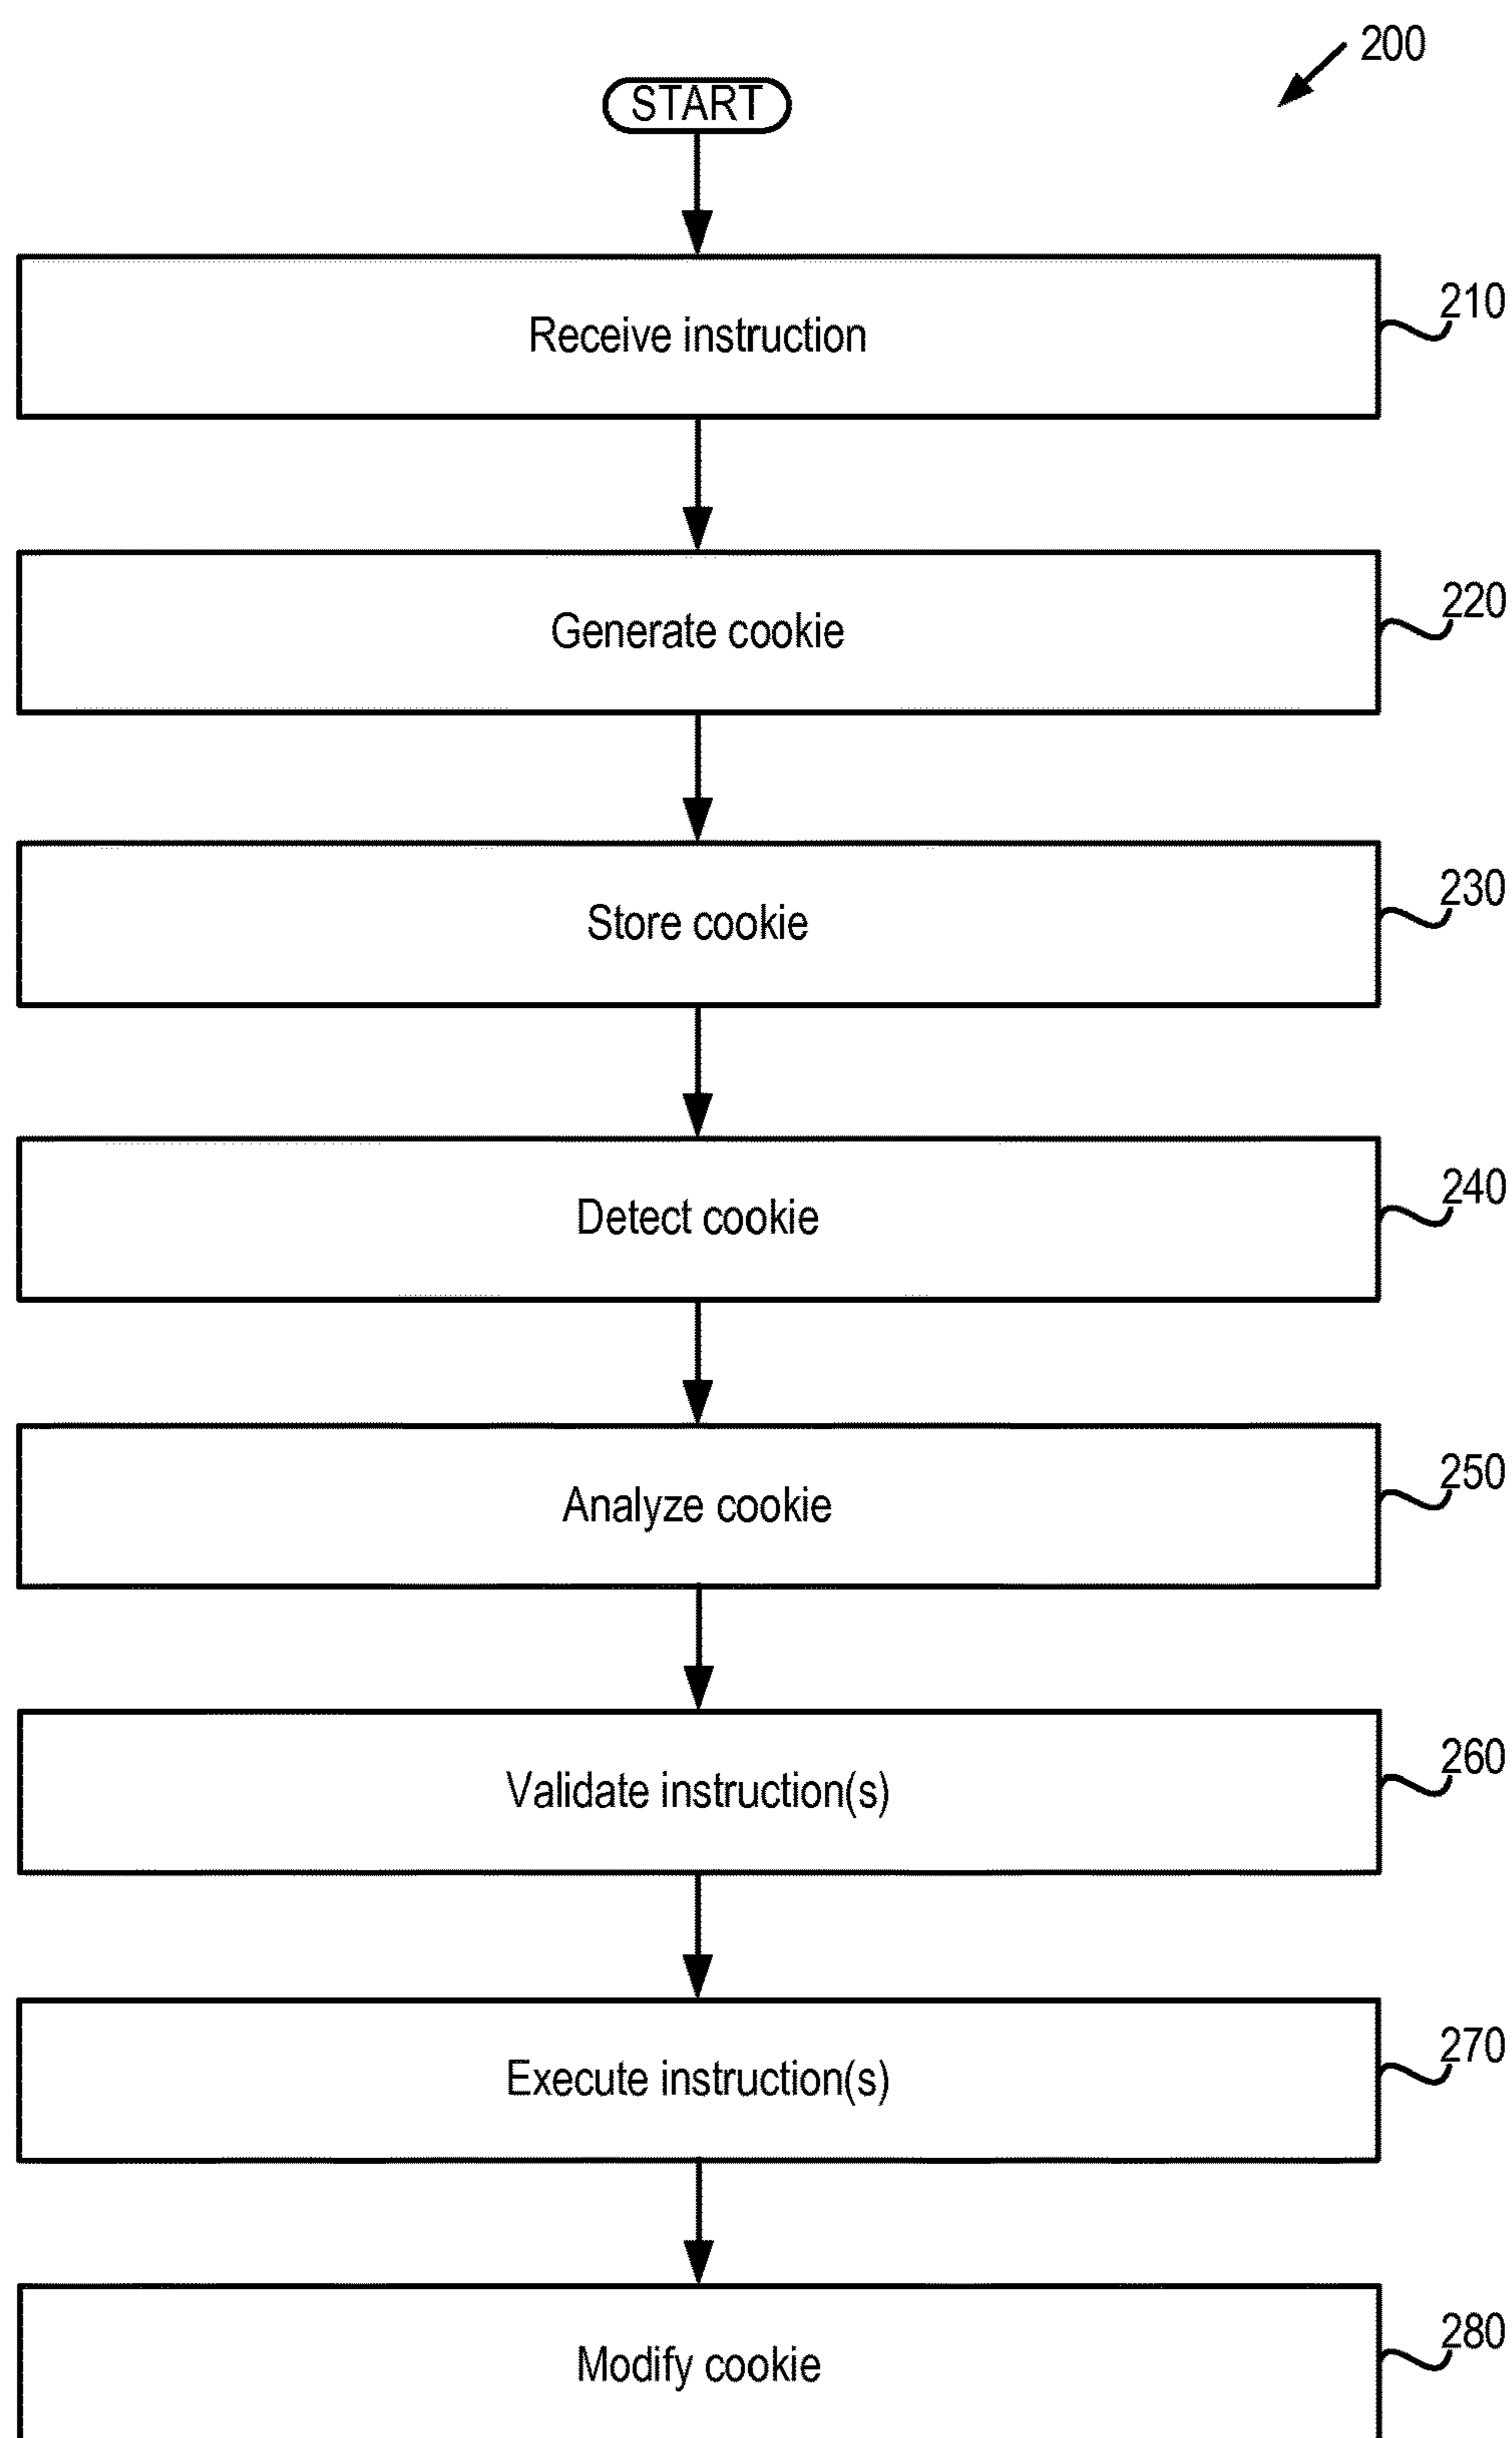 200
START
210
Receive instruction
220
Generate cookie
230
Store cookie
240
Detect cookie
250
Analyze cookie
260
Validate instruction(s)
270
Execute instruction(s)
280
Modify cookie